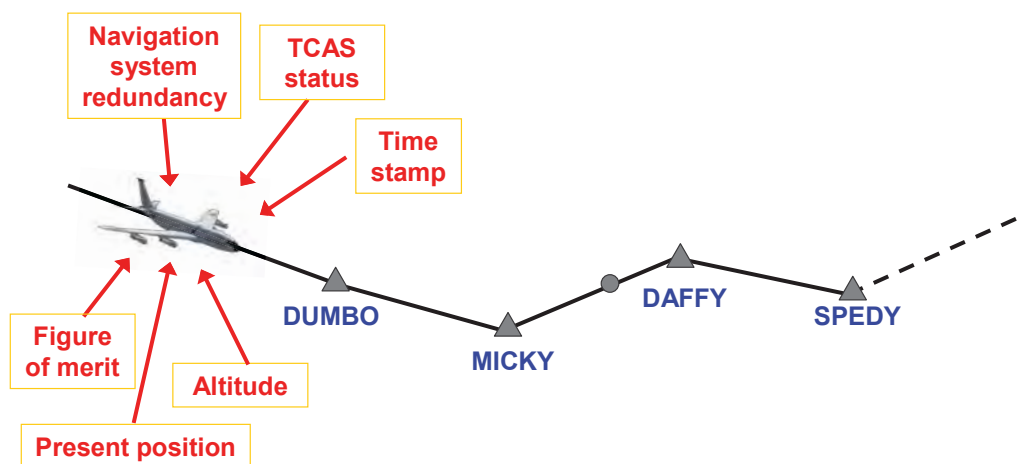 Navigation
system
redundancy
TCAS
status
Time
stamp
DUMBO
MICKY
DAFFY
SPEDY
Figure
of merit
Altitude
Present position